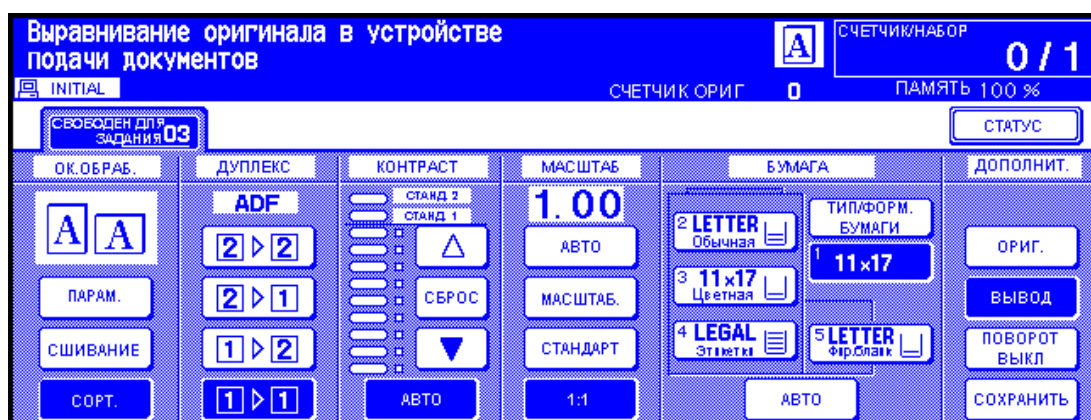 Выравнивание оригинала в устройстве
подачи документов
A
СЧЕТЧИК/НАБОР
0 / 1
INITIAL
СЧЕТЧИК ОРИГ 0
ПАМЯТЬ 100 %
СВОБОДЕН ДЛЯ
ЗАДАНИЯ 03
СТАТУС
ОК.ОБРАБ.
ДУПЛЕКС
КОНТРАСТ
МАСШТАБ
БУМАГА
ДОПОЛНИТ.
A A
ПАРАМ.
СШИВАНИЕ
СОРТ.
ADF
2 ▷ 2
2 ▷ 1
1 ▷ 2
1 ▷ 1
СТАНД. 2
СТАНД. 1
СБРОС
АВТО
1.00
АВТО
МАСШТАБ.
СТАНДАРТ
1:1
2 LETTER
Обычная
3 11x17
Цветная
4 LEGAL
Этикетки
ТИП/ФОРМ.
БУМАГИ
1 11x17
5 LETTER
Фір.бланк
АВТО
ОРИГ.
ВЫВОД
ПОВОРОТ
ВЫКЛ
СОХРАНИТЬ